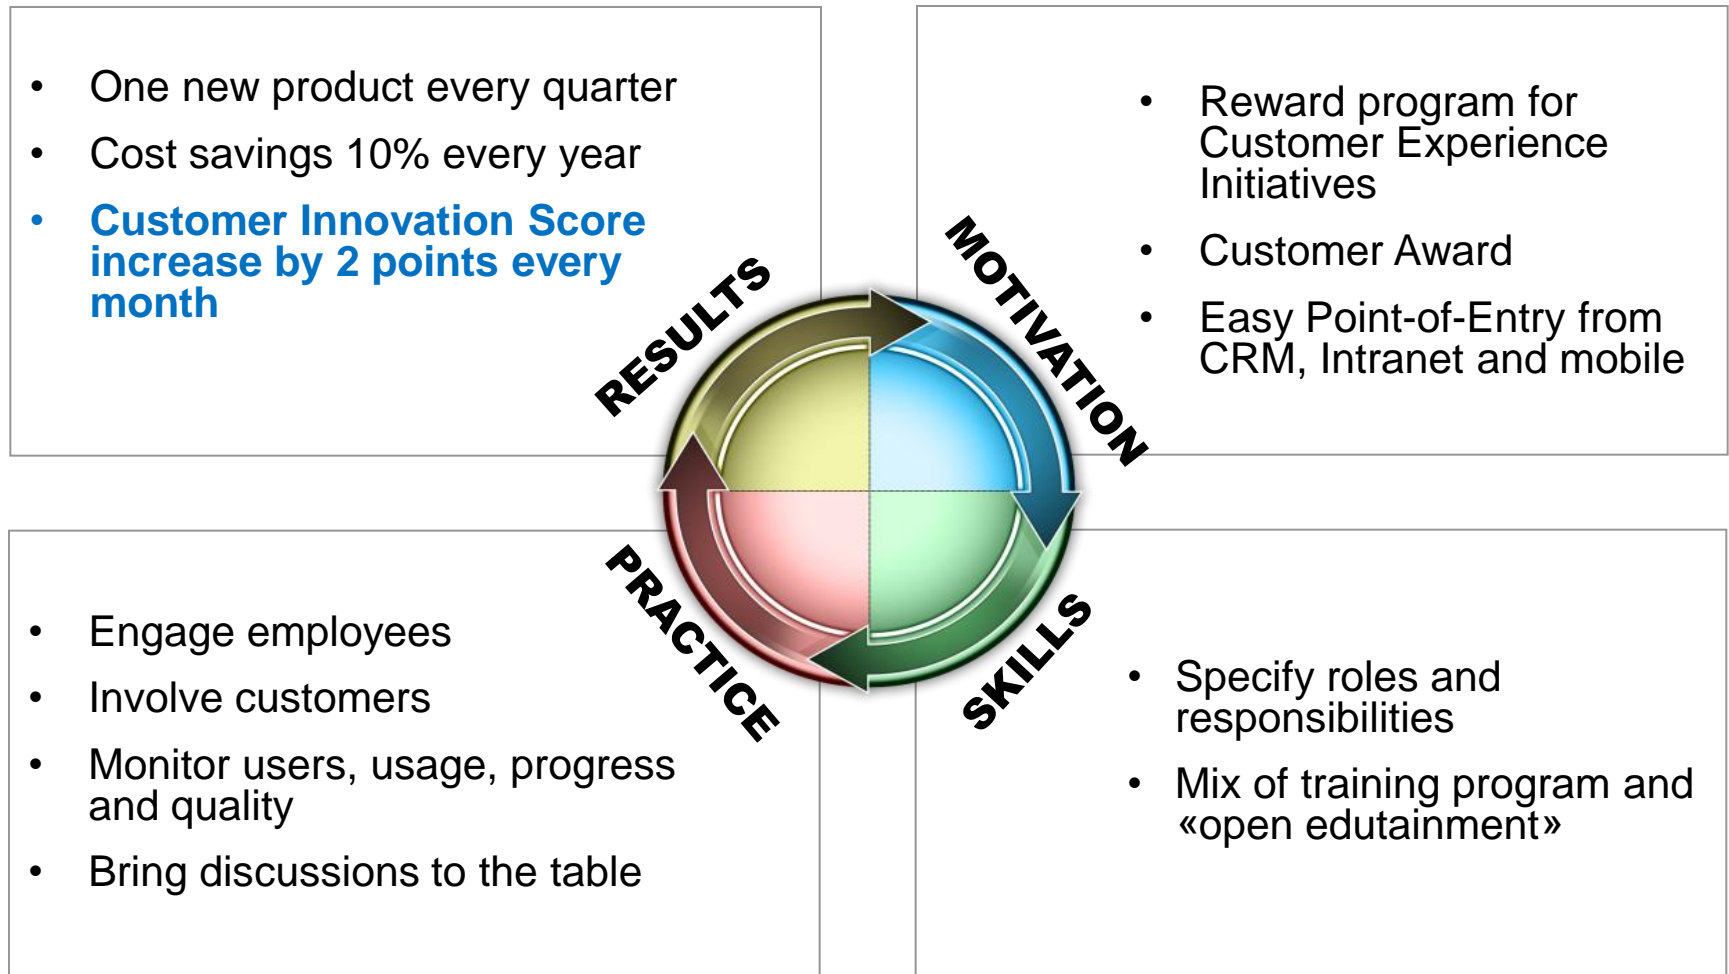 • One new product every quarter
• Cost savings 10% every year
• Customer Innovation Score
increase by 2 points every
month
RESULTS
• Reward program for
Customer Experience
Initiatives
• Customer Award
• Easy Point-of-Entry from
CRM, Intranet and mobile
MOTIVATION
• Engage employees
• Involve customers
• Monitor users, usage, progress
and quality
• Bring discussions to the table
PRACTICE
SKILLS
• Specify roles and
responsibilities
• Mix of training program and
«open edutainment»